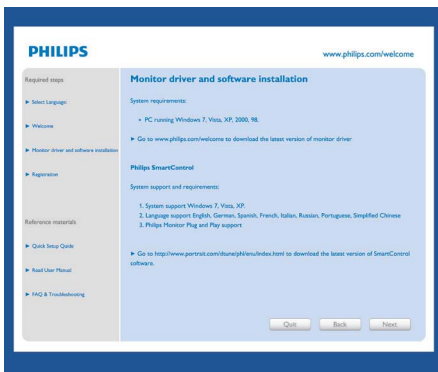 PHILIPS
www.philips.com/welcome
Required steps
Select Language
Welcome
Monitor driver and software installation
Registration
Reference materials
Quick Setup Guide
Read User Manual
FAQ & Troubleshooting
Monitor driver and software installation
System requirements:
PC running Windows 7, Vista, XP, 2000, 98.
Go to www.philips.com/welcome to download the latest version of monitor driver
Philips SmartControl
System support and requirements:
1. System support Windows 7, Vista, XP.
2. Language support English, German, Spanish, French, Italian, Russian, Portuguese, Simplified Chinese
3. Philips Monitor Plug and Play support
Go to http://www.portrait.com/dtune/phl/enu/index.html to download the latest version of SmartControl
software.
Quit
Back
Next